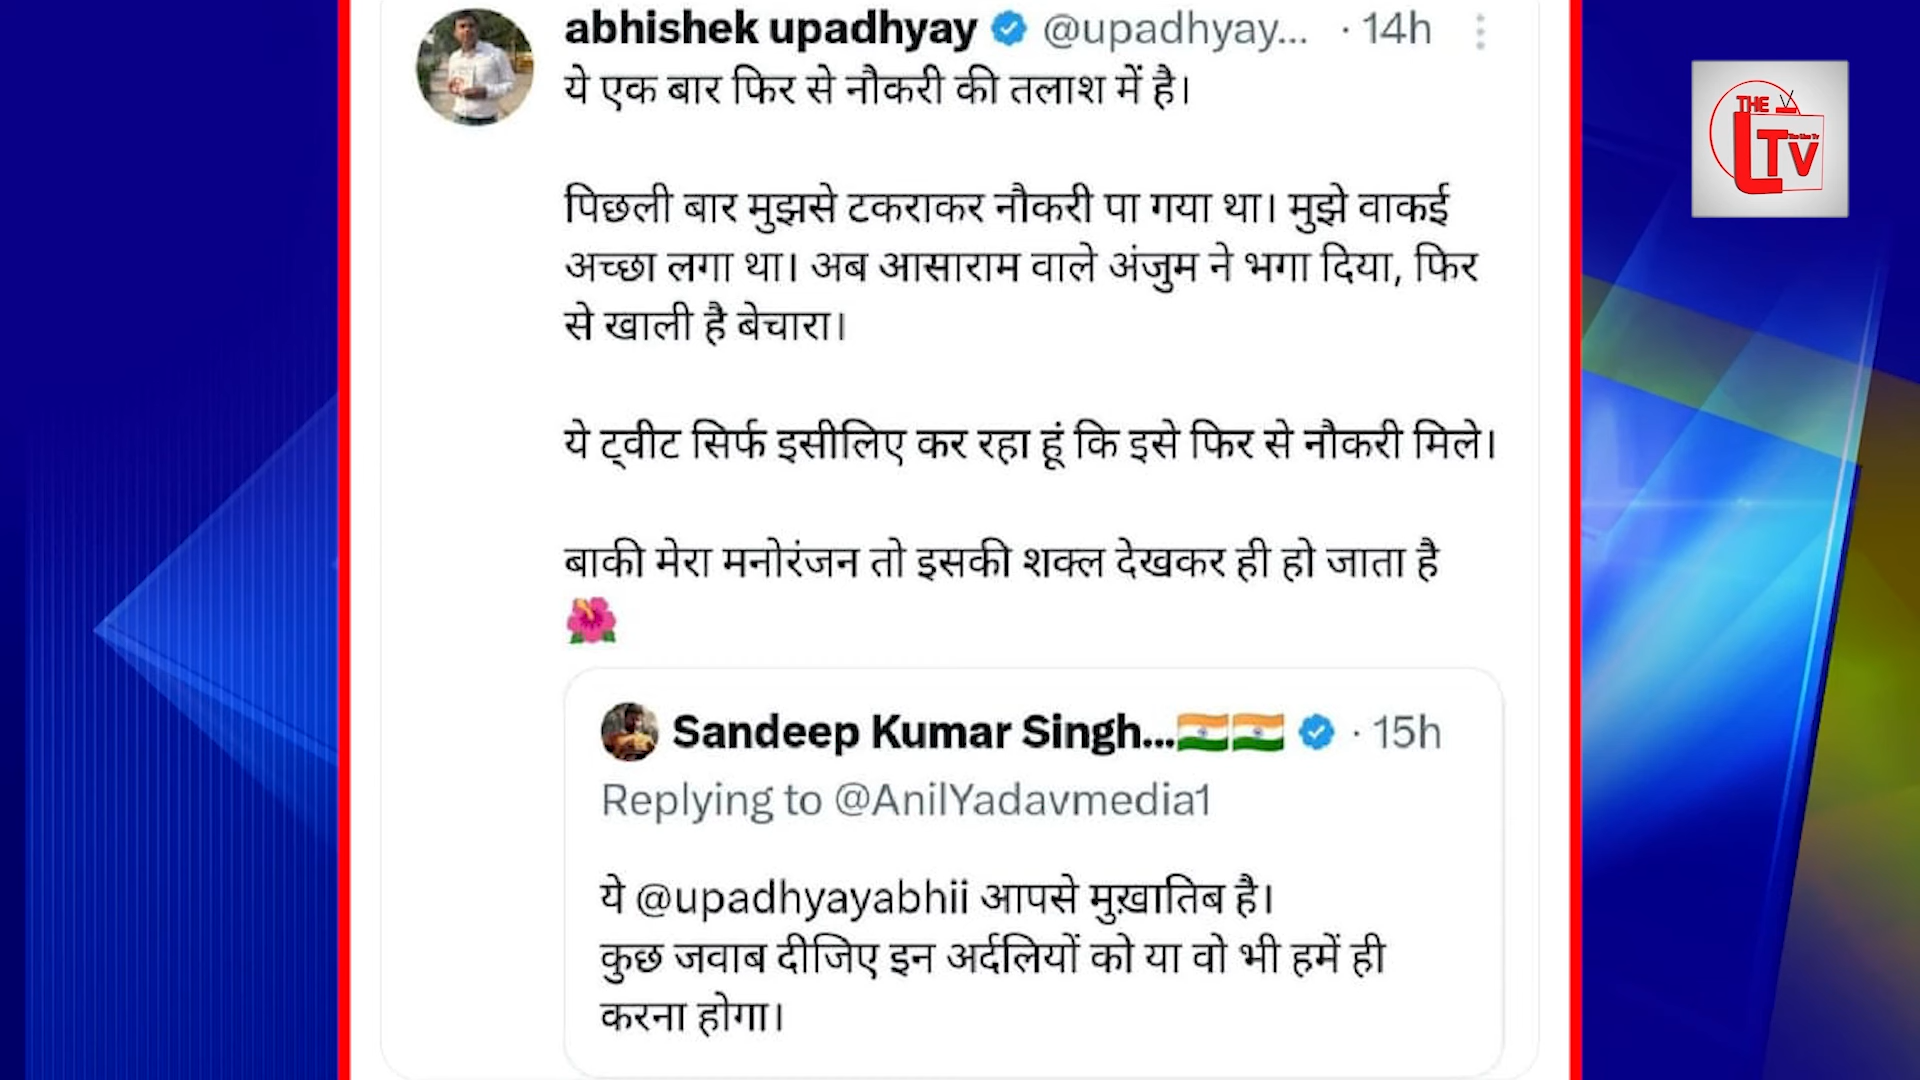 abhishek upadhyay @upadhyay... · 14h
ये एक बार फिर से नौकरी की तलाश में है।
पिछली बार मुझसे टकराकर नौकरी पा गया था। मुझे वाकई
अच्छा लगा था। अब आसाराम वाले अंजुम ने भगा दिया, फिर
से खाली है बेचारा।
ये ट्वीट सिर्फ इसीलिए कर रहा हूं कि इसे फिर से नौकरी मिले।
बाकी मेरा मनोरंजन तो इसकी शक्ल देखकर ही हो जाता है
🌺
Sandeep Kumar Singh...🇮🇳🇮🇳 · 15h
Replying to @AnilYadavmedia1
ये @upadhyayabhii आपसे मुख़ातिब है।
कुछ जवाब दीजिए इन अर्दलियों को या वो भी हमें ही
करना होगा।
THE
LTV